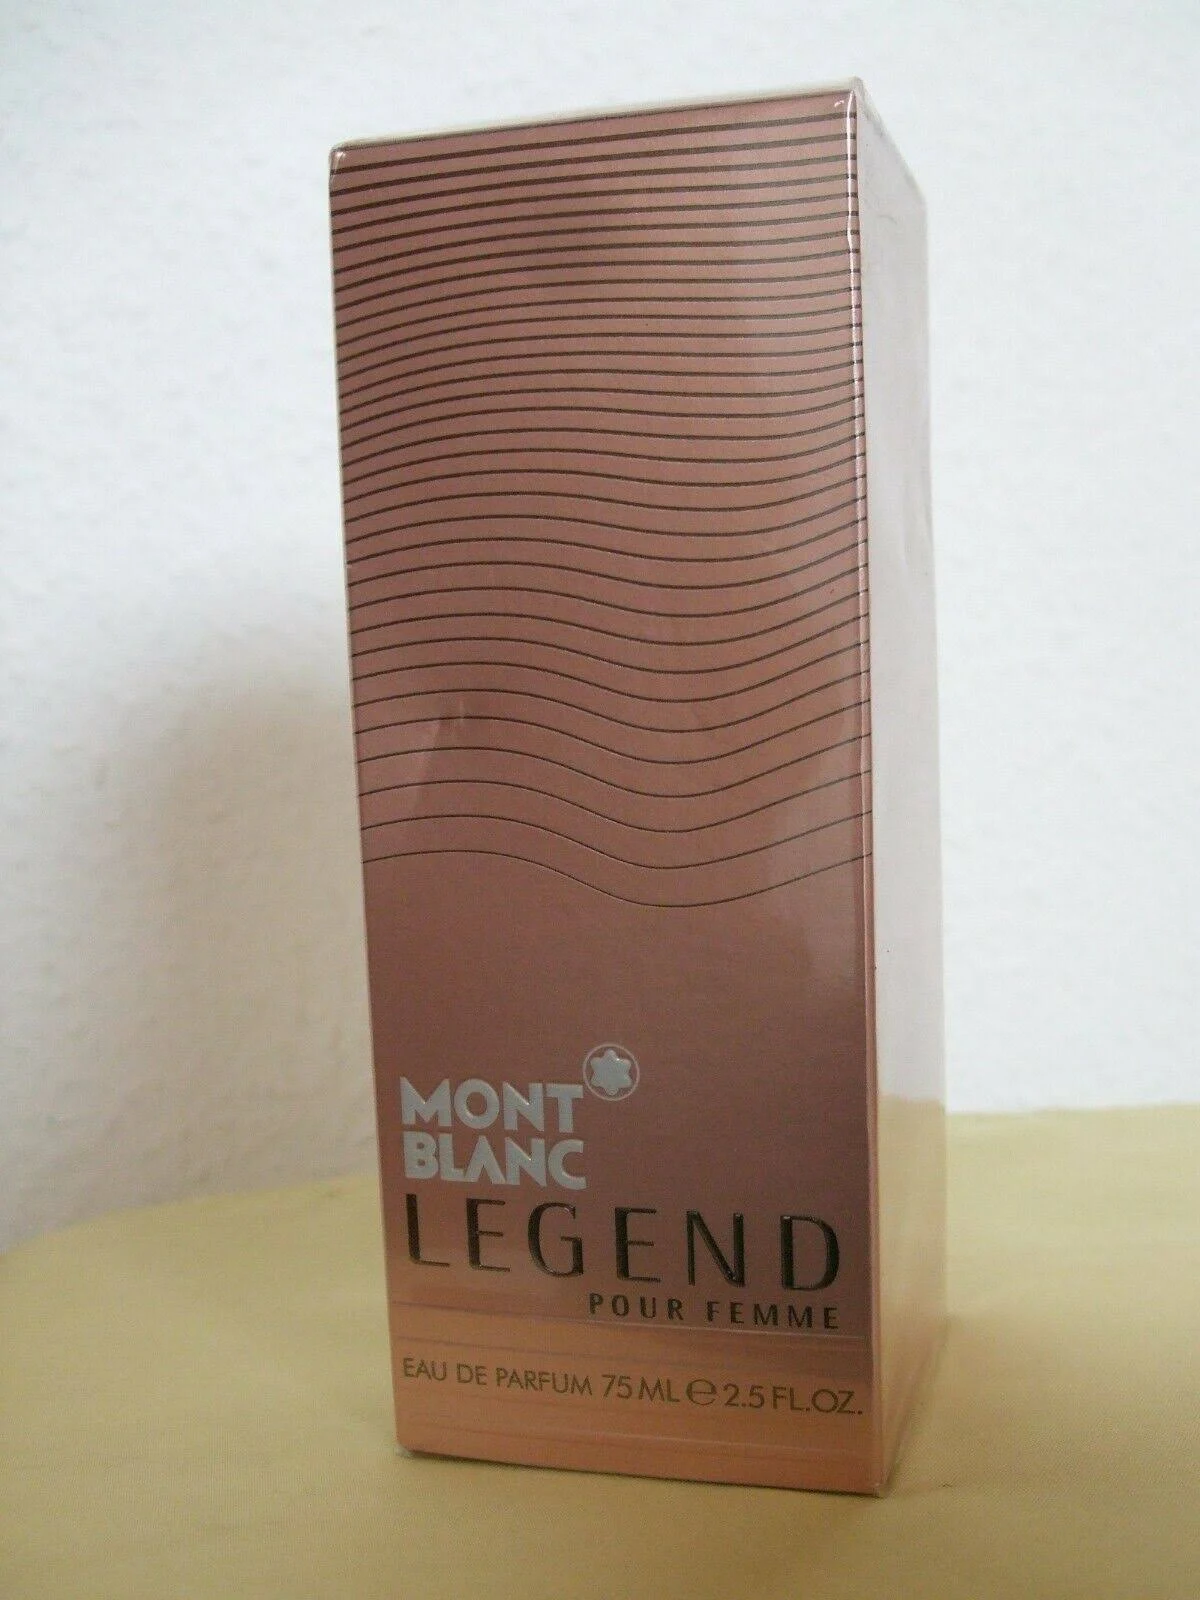 MONT
BLANC
LEGEND
POUR FEMME
EAU DE PARFUM 75 ML ℮ 2.5 FL.OZ.